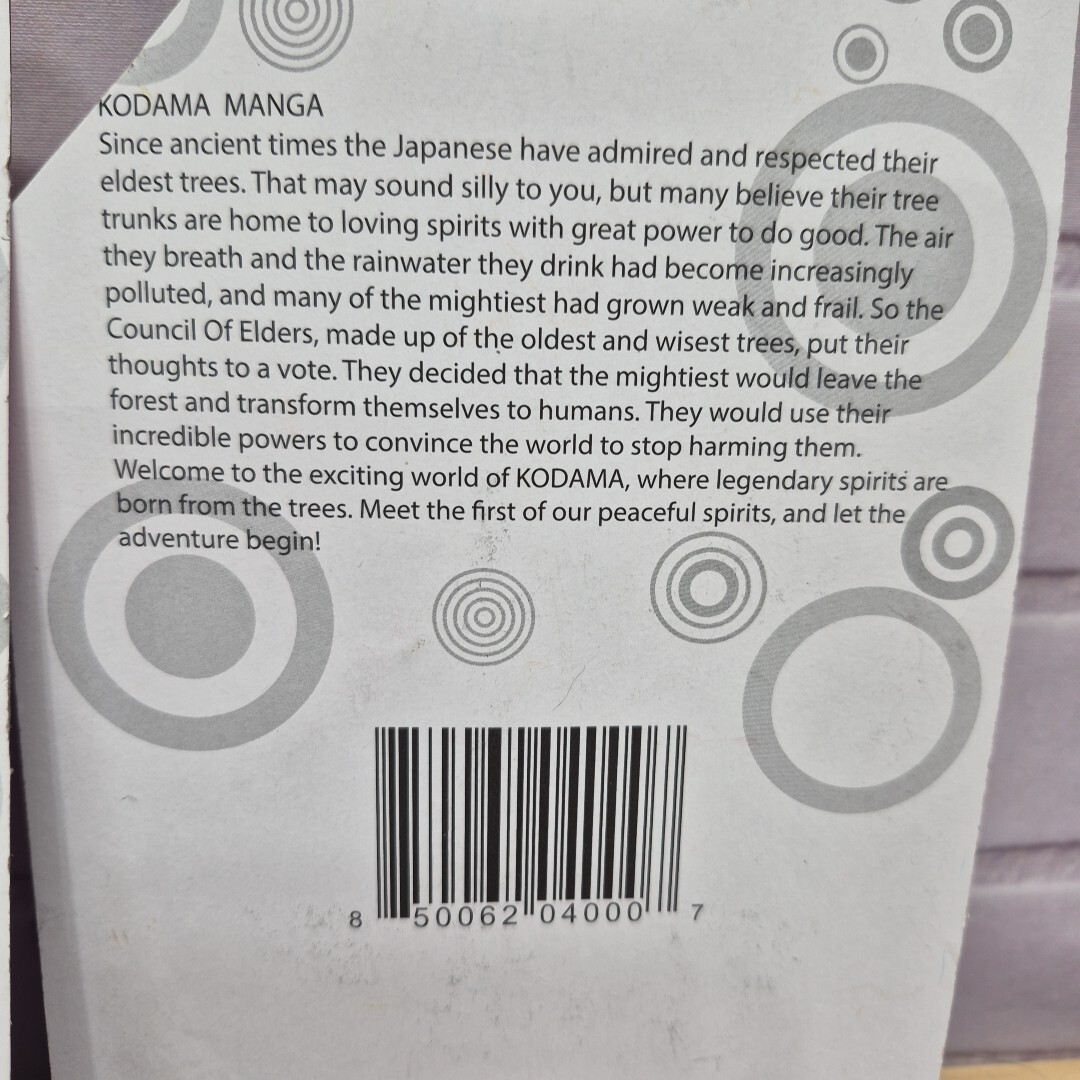 KODAMA MANGA
Since ancient times the Japanese have admired and respected their
eldest trees. That may sound silly to you, but many believe their tree
trunks are home to loving spirits with great power to do good. The air
they breath and the rainwater they drink had become increasingly
polluted, and many of the mightiest had grown weak and frail. So the
Council Of Elders, made up of the oldest and wisest trees, put their
thoughts to a vote. They decided that the mightiest would leave the
forest and transform themselves to humans. They would use their
incredible powers to convince the world to stop harming them.
Welcome to the exciting world of KODAMA, where legendary spirits are
born from the trees. Meet the first of our peaceful spirits, and let the
adventure begin!
8 50062 04000 7